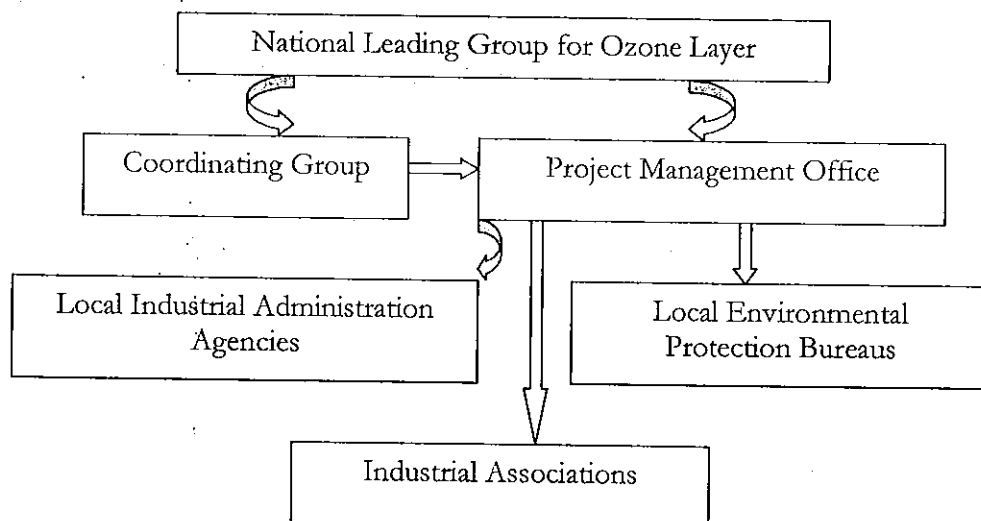 National Leading Group for Ozone Layer
Coordinating Group
Project Management Office
Local Industrial Administration
Agencies
Local Environmental
Protection Bureaus
Industrial Associations